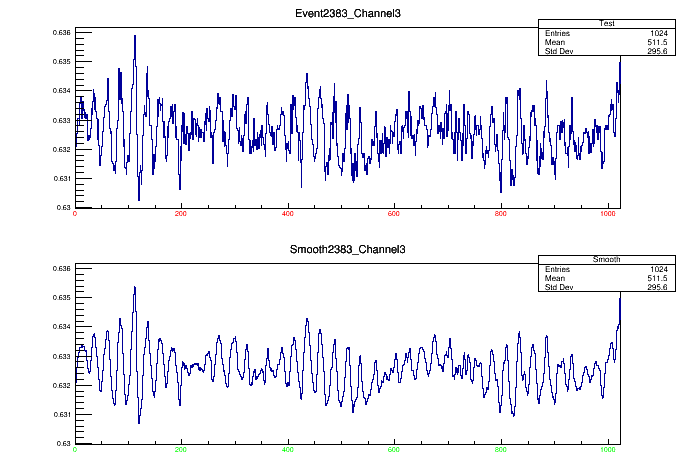 Event2383_Channel3
Test
Entries 1024
Mean 511.5
Std Dev 295.6
0.636
0.635
0.634
0.633
0.632
0.631
0.63
0 200 400 600 800 1000
Smooth2383_Channel3
Smooth
Entries 1024
Mean 511.5
Std Dev 295.6
0.636
0.635
0.634
0.633
0.632
0.631
0.63
0 200 400 600 800 1000